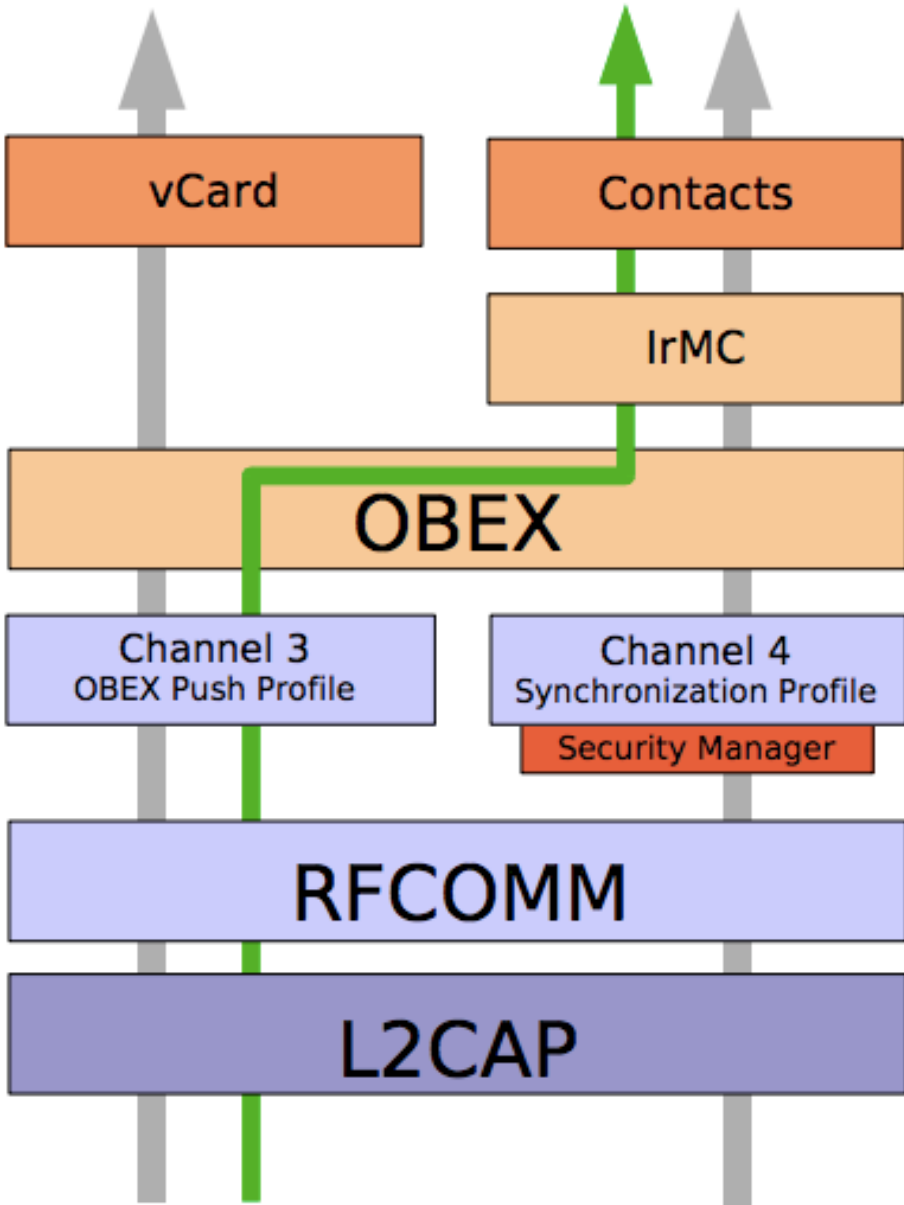 vCard
Contacts
IrMC
OBEX
Channel 3
OBEX Push Profile
Channel 4
Synchronization Profile
Security Manager
RFCOMM
L2CAP